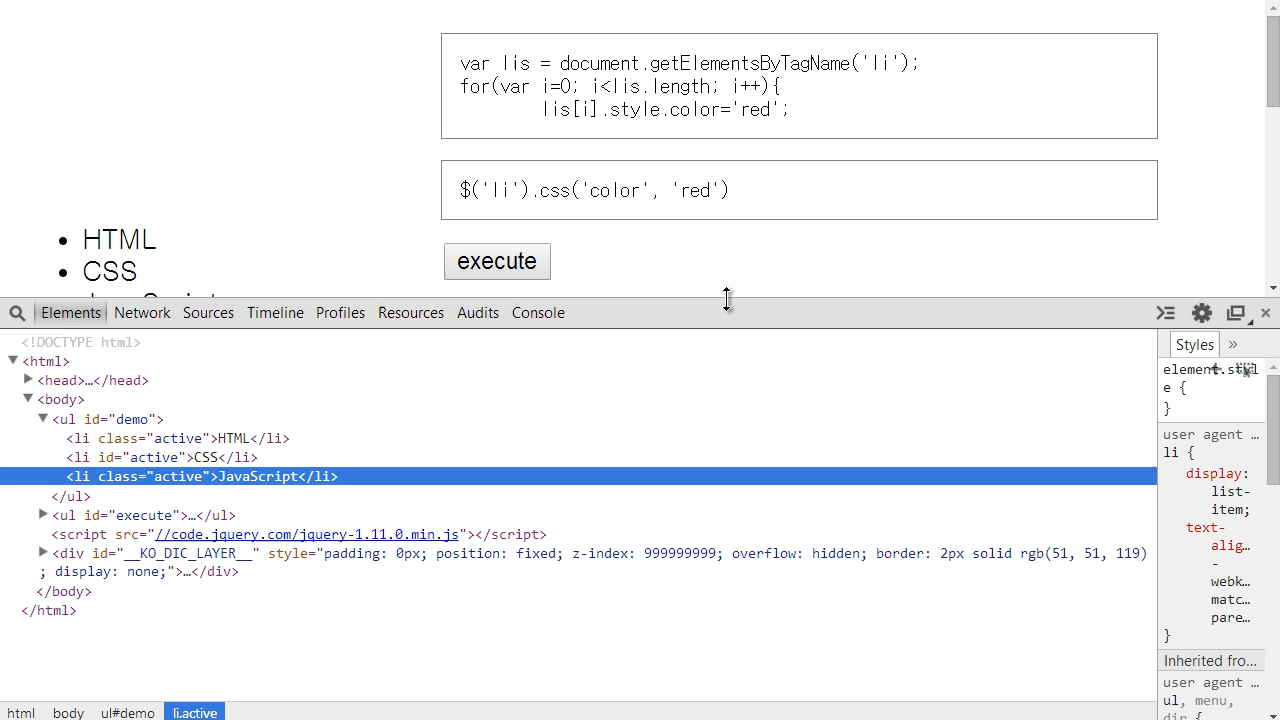 var lis = document.getElementsByTagName('li');
for(var i=0; i<lis.length; i++){
lis[i].style.color='red';
$('li').css('color', 'red')
HTML
CSS
execute
Elements Network Sources Timeline Profiles Resources Audits Console
<!DOCTYPE html>
<html>
<head>…</head>
<body>
<ul id="demo">
<li class="active">HTML</li>
<li id="active">CSS</li>
<li class="active">JavaScript</li>
</ul>
<ul id="execute">…</ul>
<script src="//code.jquery.com/jquery-1.11.0.min.js"></script>
<div id="__KO_DIC_LAYER__" style="padding: 0px; position: fixed; z-index: 999999999; overflow: hidden; border: 2px solid rgb(51, 51, 119)
; display: none;">…</div>
</body>
</html>
html body ul#demo li.active
Styles »
element.styl
e {
}
user agent …
li {
display:
list-
item;
text-
alig…
-
webk…
matc…
pare…
}
Inherited fro…
user agent …
ul, menu,
dir {